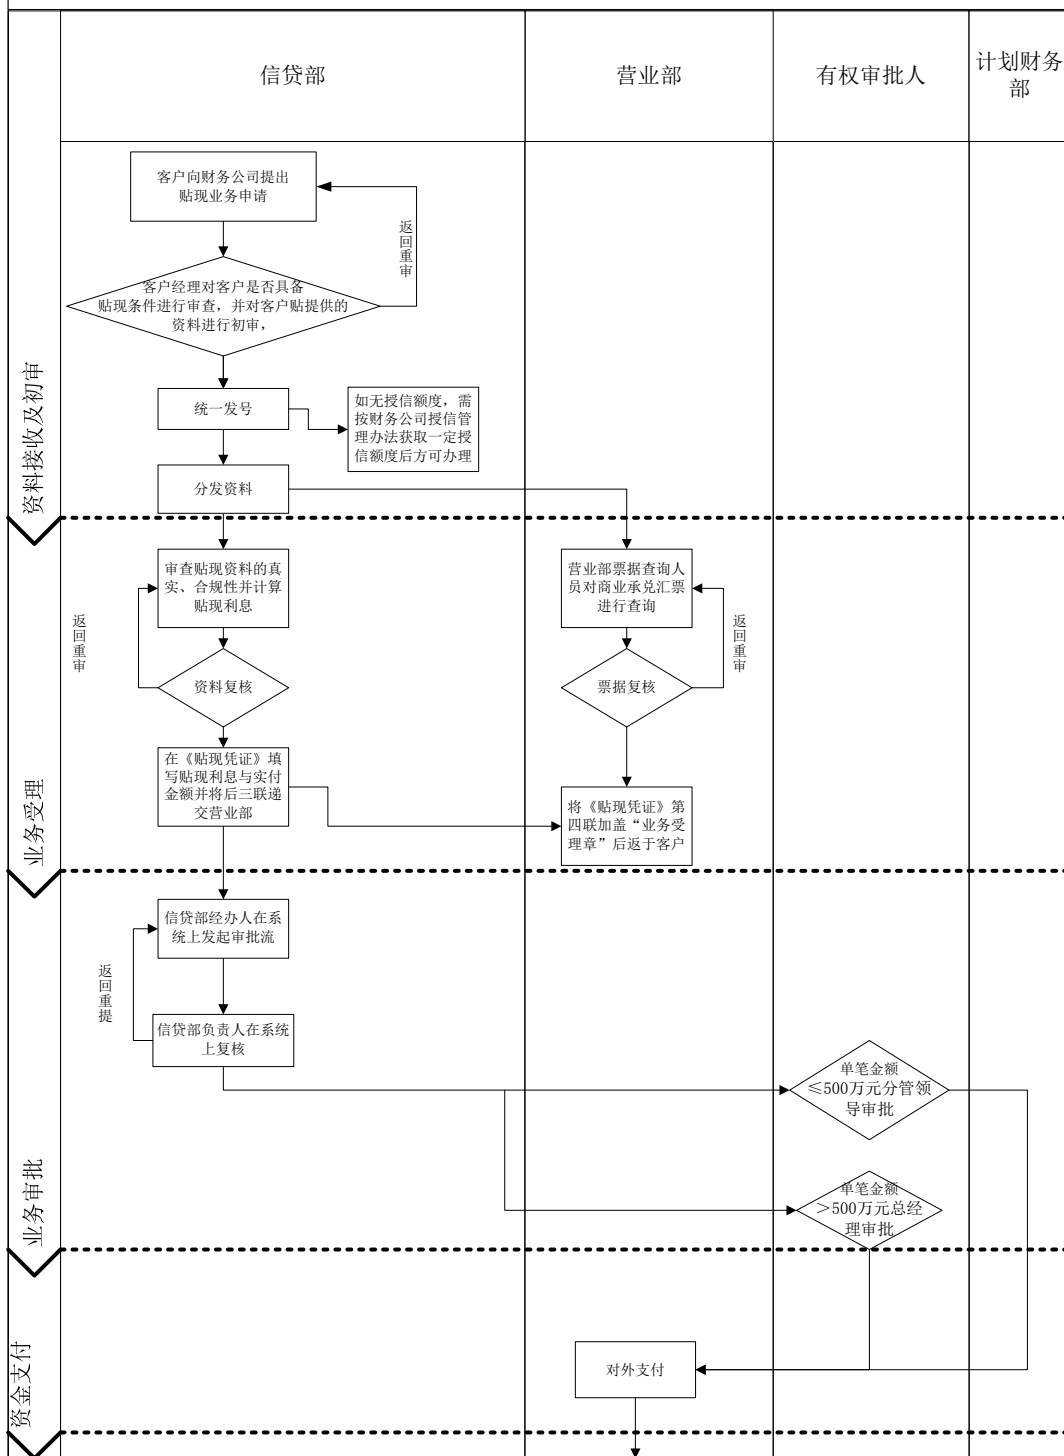 信贷部
营业部
有权审批人
计划财务
部
资料接收及初审
客户向财务公司提出
贴现业务申请
返回重审
客户经理对客户是否具备
贴现条件进行审查，并对客户贴提供的
资料进行初审，
统一发号
如无授信额度，需
按财务公司授信管
理办法获取一定授
信额度后方可办理
分发资料
业务受理
审查贴现资料的真
实、合规性并计算
贴现利息
返回重审
资料复核
营业部票据查询人
员对商业承兑汇票
进行查询
返回重审
票据复核
在《贴现凭证》填
写贴现利息与实付
金额并将后三联递
交营业部
将《贴现凭证》第
四联加盖“业务受
理章”后返于客户
业务审批
信贷部经办人在系
统上发起审批流
返回重提
信贷部负责人在系统
上复核
单笔金额
≤500万元分管领
导审批
单笔金额
＞500万元总经
理审批
资金支付
对外支付